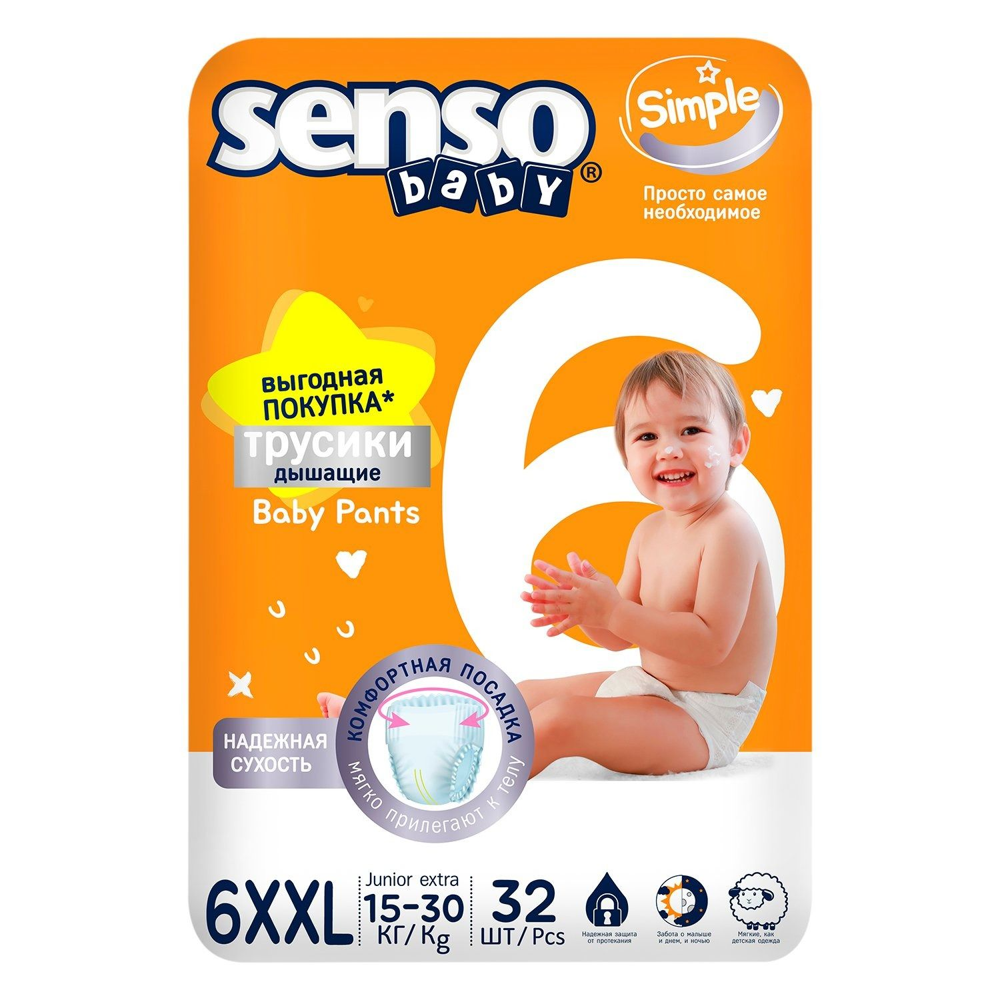 senso
baby®
Simple
Просто самое
необходимое
6
выгодная
ПОКУПКА*
трусики
дышащие
Baby Pants
КОМФОРТНАЯ ПОСАДКА
мягко прилегают к телу
НАДЕЖНАЯ
СУХОСТЬ
6XXL
Junior extra
15-30
КГ/Kg
32
ШТ/Pcs
Надежная защита
от протекания
Забота о малыше
и днем, и ночью
Мягкие, как
детская одежда